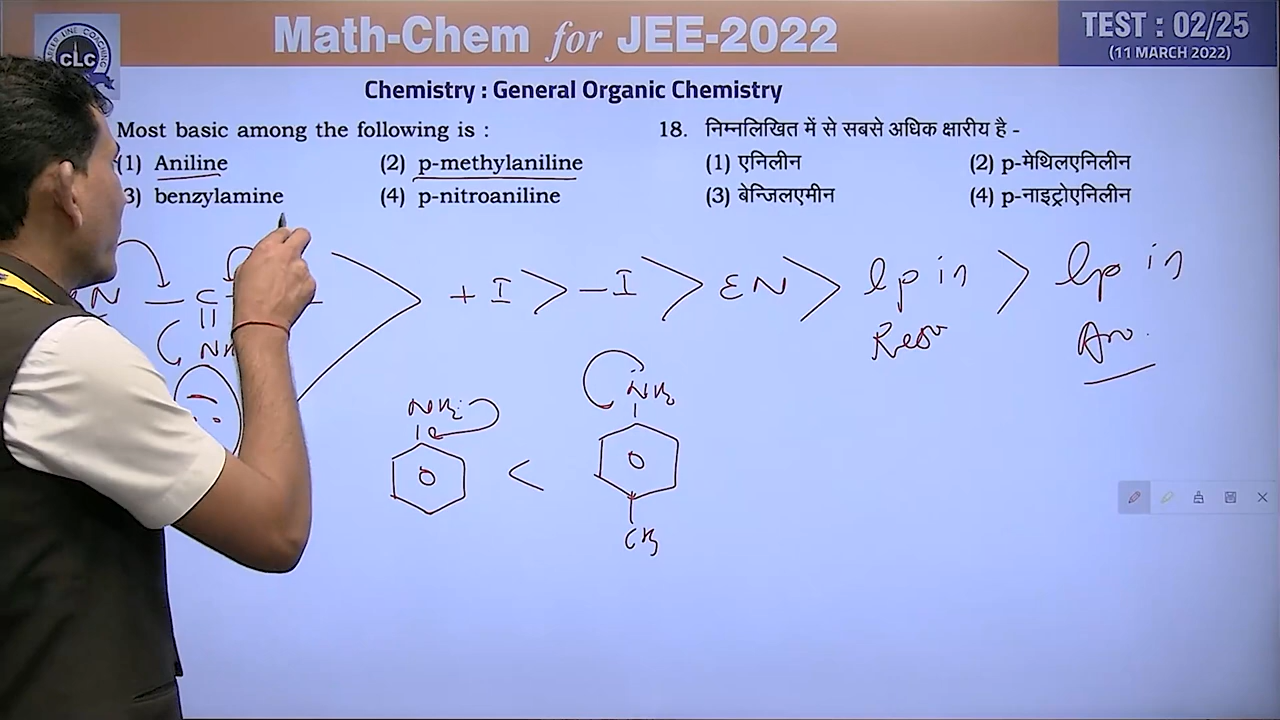 Math-Chem for JEE-2022
TEST : 02/25
(11 MARCH 2022)
CLC
Chemistry : General Organic Chemistry
Most basic among the following is :
(1) Aniline (2) p-methylaniline
3) benzylamine (4) p-nitroaniline
18. निम्नलिखित में से सबसे अधिक क्षारीय है -
(1) एनिलीन (2) p-मेथिलएनिलीन
(3) बेन्जिलएमीन (4) p-नाइट्रोएनिलीन
N — C
+ I > - I > EN > lp in > lp in
Reso Aro.
NH₂ NH₂
<
CH₃